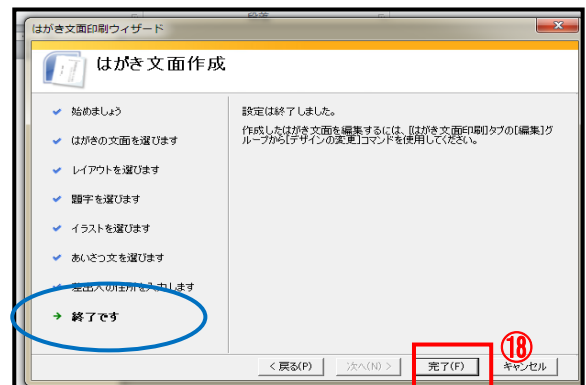 段落
はがき文面印刷ウィザード
はがき文面作成
始めましょう
はがきの文面を選びます
レイアウトを選びます
題字を選びます
イラストを選びます
あいさつ文を選びます
差出人の住所を入力します
終了です
設定は終了しました。
作成したはがき文面を編集するには、[はがき文面印刷]タブの[編集]グ
ループから[デザインの変更]コマンドを使用してください。
⑱
< 戻る(P) 次へ(N) > 完了(F) キャンセル